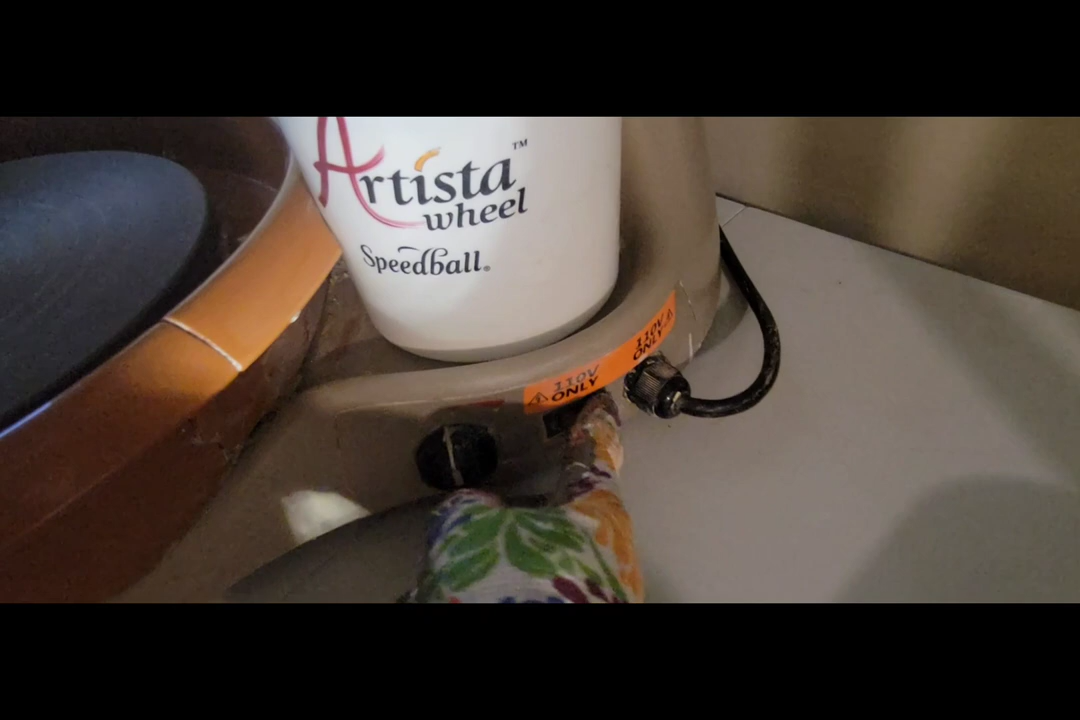 Artista™
wheel
Speedball®
110V
ONLY
110V
ONLY